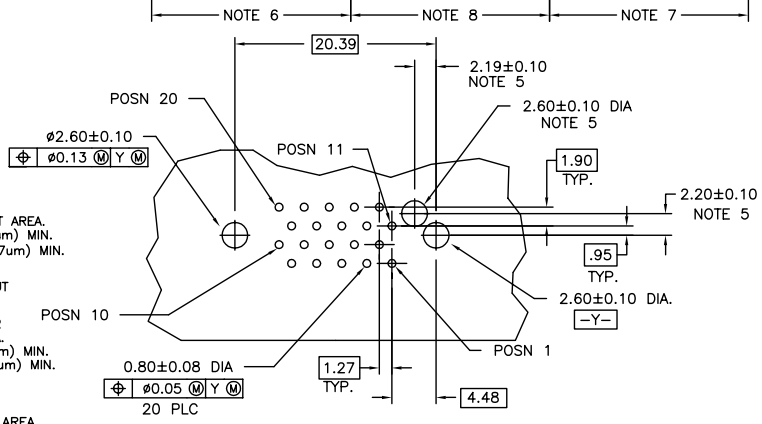 NOTE 6
NOTE 8
NOTE 7
20.39
2.19±0.10
NOTE 5
POSN 20
2.60±0.10 DIA
NOTE 5
ø2.60±0.10
⌖ ø0.13 Ⓜ Y Ⓜ
POSN 11
1.90
TYP.
2.20±0.10
NOTE 5
AREA.
um) MIN.
7um) MIN.
.95
TYP.
2.60±0.10 DIA.
-Y-
POSN 10
POSN 1
m) MIN.
um) MIN.
0.80±0.08 DIA
⌖ ø0.05 Ⓜ Y Ⓜ
20 PLC
1.27
TYP.
4.48
AREA